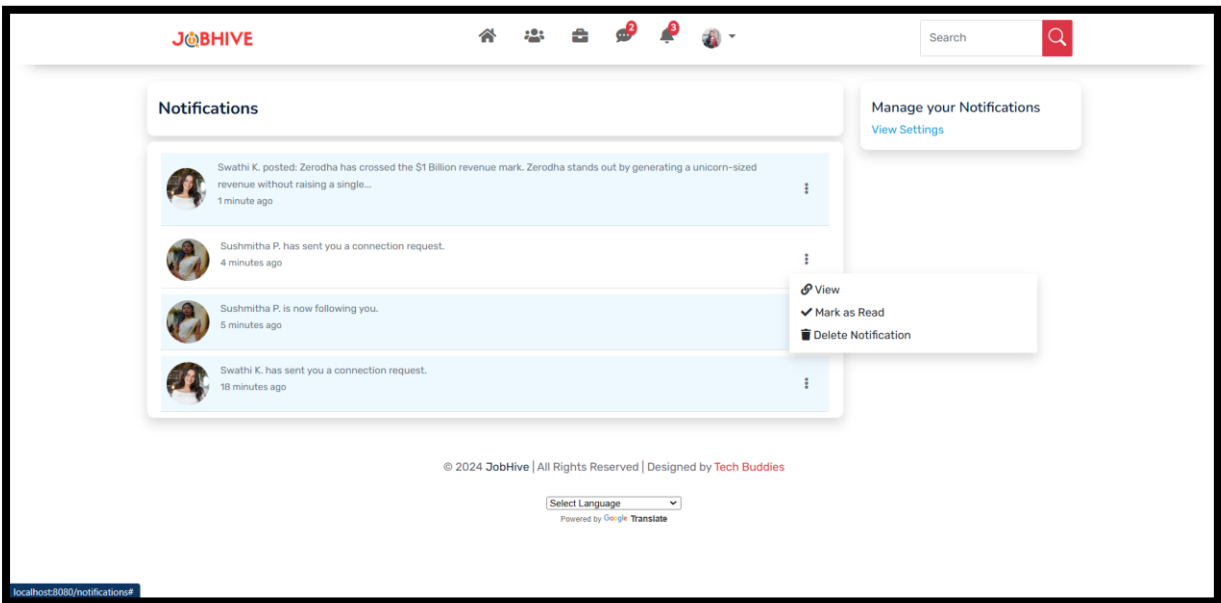 JOBHIVE
2
3
Search
Notifications
Manage your Notifications
View Settings
Swathi K. posted: Zerodha has crossed the $1 Billion revenue mark. Zerodha stands out by generating a unicorn-sized
revenue without raising a single...
1 minute ago
Sushmitha P. has sent you a connection request.
4 minutes ago
View
Mark as Read
Delete Notification
Sushmitha P. is now following you.
5 minutes ago
Swathi K. has sent you a connection request.
18 minutes ago
© 2024 JobHive | All Rights Reserved | Designed by Tech Buddies
Select Language
Powered by Google Translate
localhost:8080/notifications#